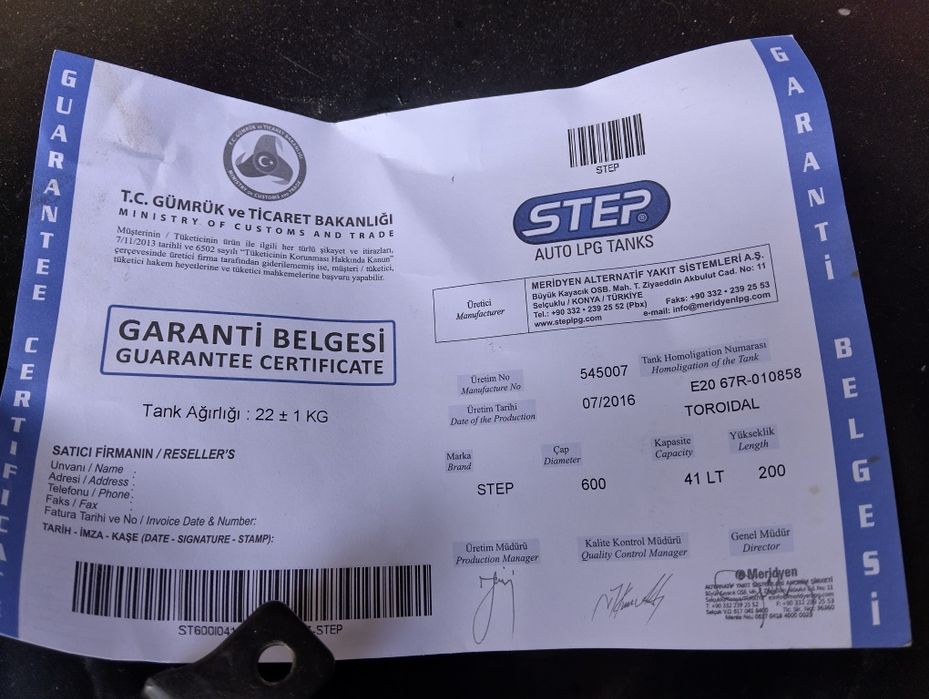 GUARANTEE CERTIFICA
T.C. GÜMRÜK ve TİCARET BAKANLIĞI
MINISTRY OF CUSTOMS AND TRADE
Müşterinin / Tüketicinin ürün ile ilgili her türlü şikayet ve itirazları,
7/11/2013 tarihli ve 6502 sayılı "Tüketicinin Korunması Hakkında Kanun"
çerçevesinde üretici firma tarafından giderilememiş ise, müşteri / tüketici,
tüketici hakem heyetlerine ve tüketici mahkemelerine başvuru yapabilir.
GARANTİ BELGESİ
GUARANTEE CERTIFICATE
Tank Ağırlığı : 22 ± 1 KG
SATICI FİRMANIN / RESELLER'S
Unvanı / Name :
Adresi / Address :
Telefonu / Phone :
Faks / Fax :
Fatura Tarihi ve No / Invoice Date & Number:
TARİH - İMZA - KAŞE (DATE - SIGNATURE - STAMP):
-STEP
STEP
STEP®
AUTO LPG TANKS
Üretici
Manufacturer
MERİDYEN ALTERNATİF YAKIT SİSTEMLERİ A.Ş.
Büyük Kayacık OSB. Mah. T. Ziyaeddin Akbulut Cad. No: 11
Selçuklu / KONYA / TÜRKİYE
Tel.: +90 332 • 239 25 52 (Pbx) Faks: +90 332 • 239 25 53
www.steplpg.com e-mail: info@meridyenlpg.com
Üretim No 545007 Tank Homoligation Numarası
Manufacture No Homoligation of the Tank
E20 67R-010858
Üretim Tarihi 07/2016 TOROIDAL
Date of the Production
Marka Çap Kapasite Yükseklik
Brand Diameter Capacity Length
STEP 600 41 LT 200
Üretim Müdürü Kalite Kontrol Müdürü Genel Müdür
Production Manager Quality Control Manager Director
Meridyen
GARANTİ BELGESİ